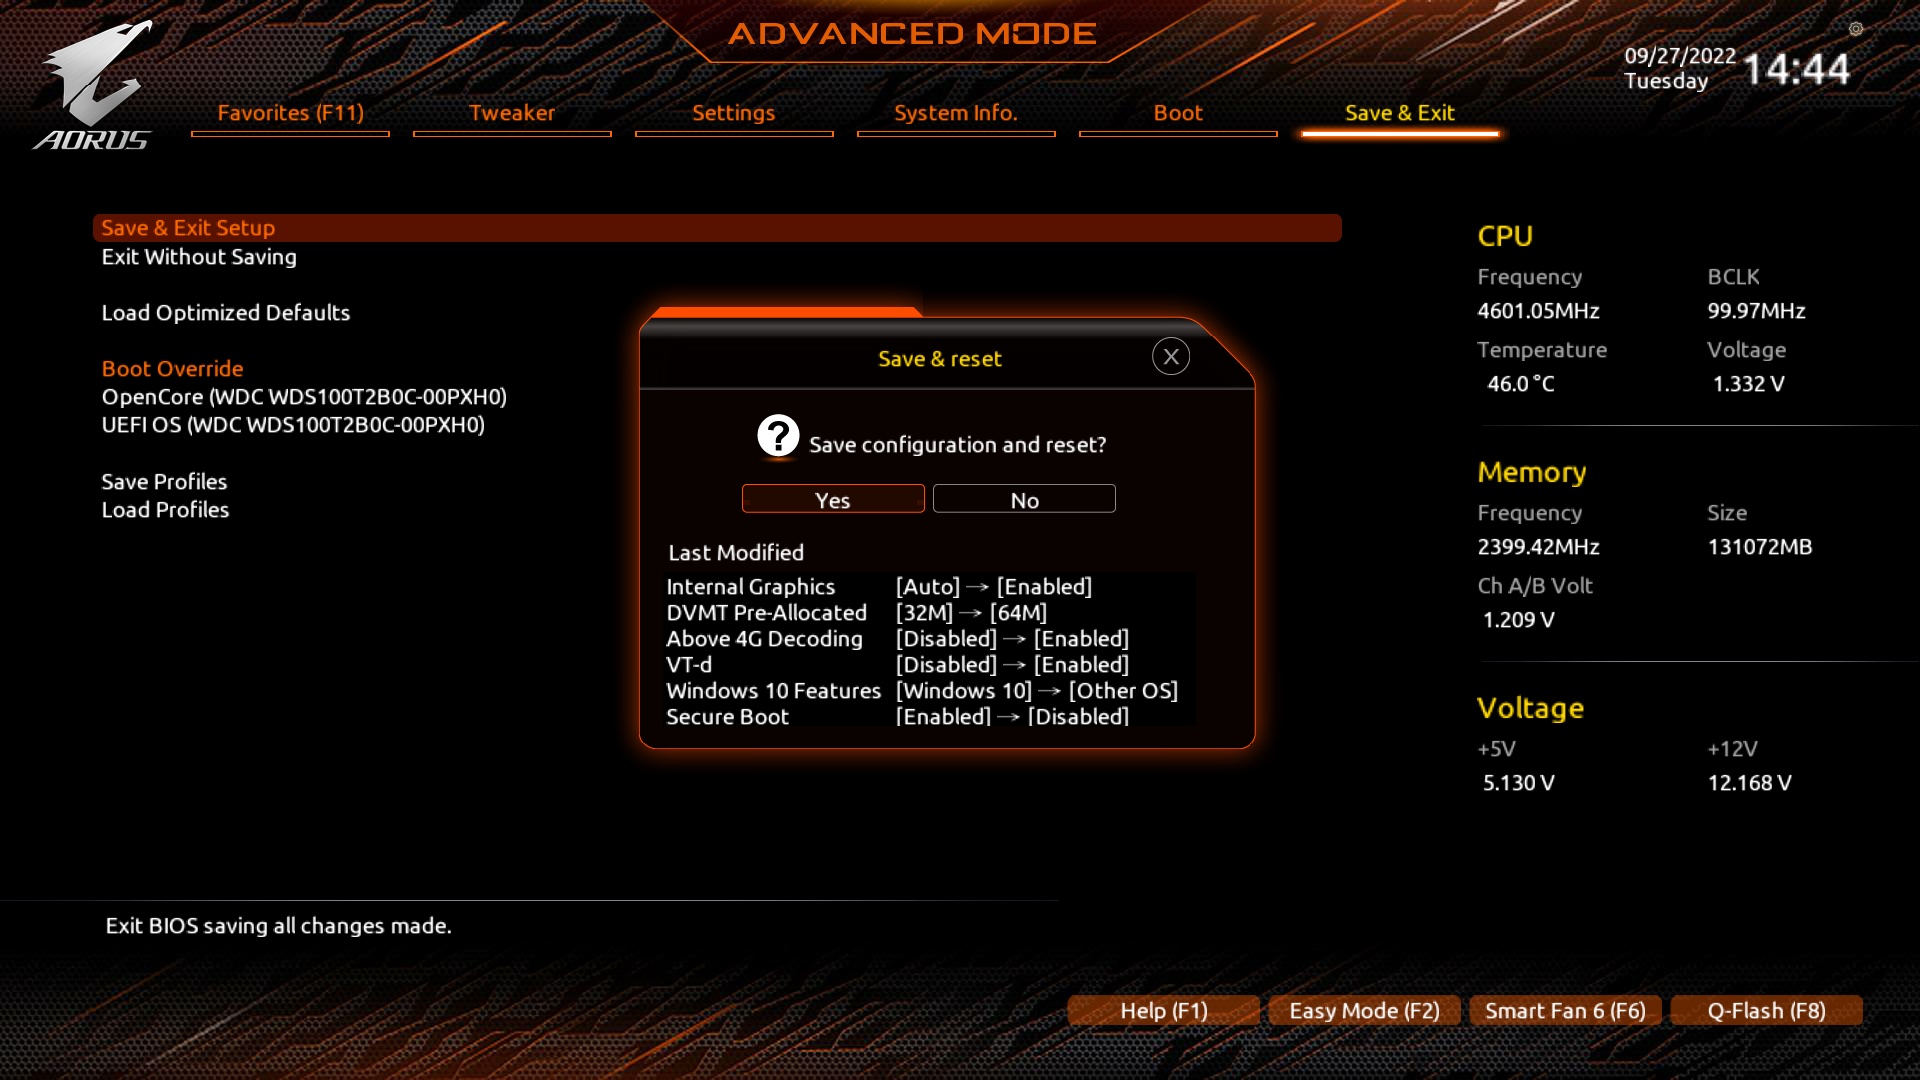 ADVANCED MODE
09/27/2022
Tuesday
14:44
AORUS
Favorites (F11) Tweaker Settings System Info. Boot Save & Exit
Save & Exit Setup
Exit Without Saving
Load Optimized Defaults
Boot Override
OpenCore (WDC WDS100T2B0C-00PXH0)
UEFI OS (WDC WDS100T2B0C-00PXH0)
Save Profiles
Load Profiles
Save & reset
X
? Save configuration and reset?
Yes No
Last Modified
Internal Graphics [Auto] → [Enabled]
DVMT Pre-Allocated [32M] → [64M]
Above 4G Decoding [Disabled] → [Enabled]
VT-d [Disabled] → [Enabled]
Windows 10 Features [Windows 10] → [Other OS]
Secure Boot [Enabled] → [Disabled]
CPU
Frequency BCLK
4601.05MHz 99.97MHz
Temperature Voltage
46.0 °C 1.332 V
Memory
Frequency Size
2399.42MHz 131072MB
Ch A/B Volt
1.209 V
Voltage
+5V +12V
5.130 V 12.168 V
Exit BIOS saving all changes made.
Help (F1) Easy Mode (F2) Smart Fan 6 (F6) Q-Flash (F8)